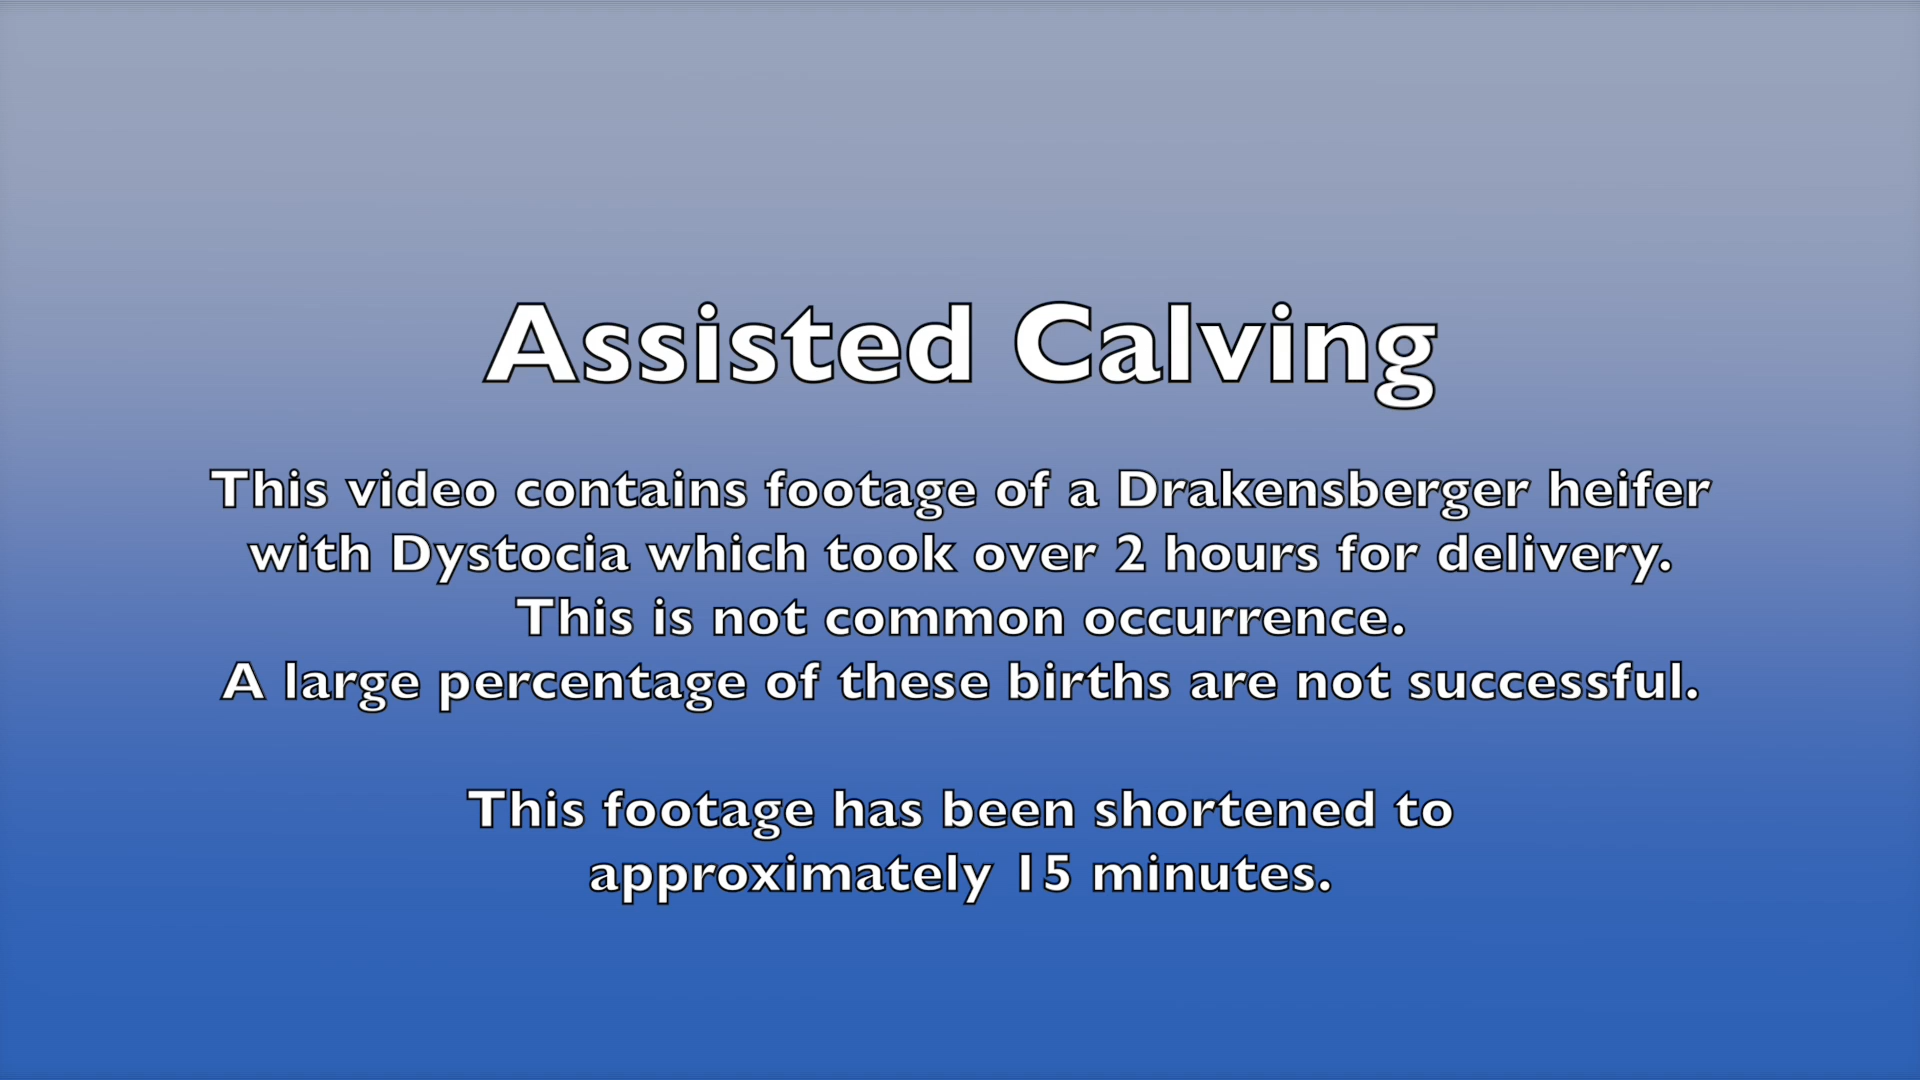 Assisted Calving
This video contains footage of a Drakensberger heifer
with Dystocia which took over 2 hours for delivery.
This is not common occurrence.
A large percentage of these births are not successful.
This footage has been shortened to
approximately 15 minutes.